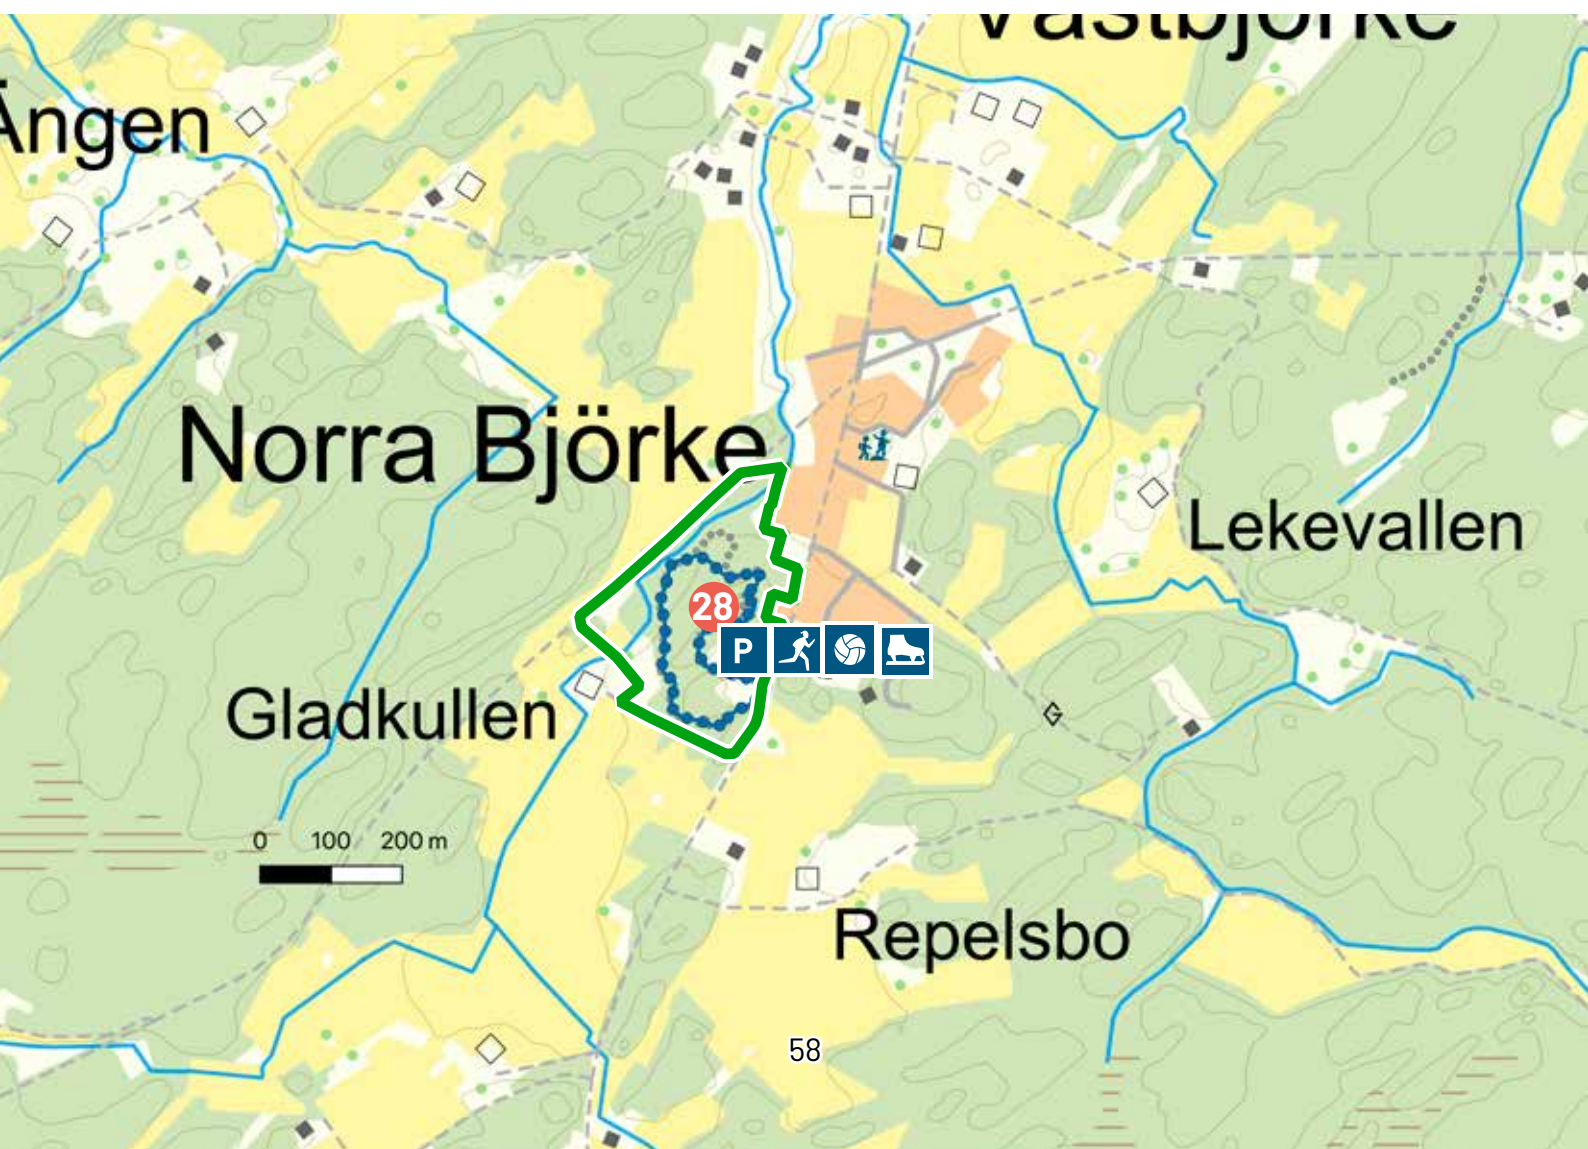 Västbjörke
Ängen
Norra Björke
Lekevallen
28
P
Gladkullen
G
0 100 200 m
Repelsbo
58